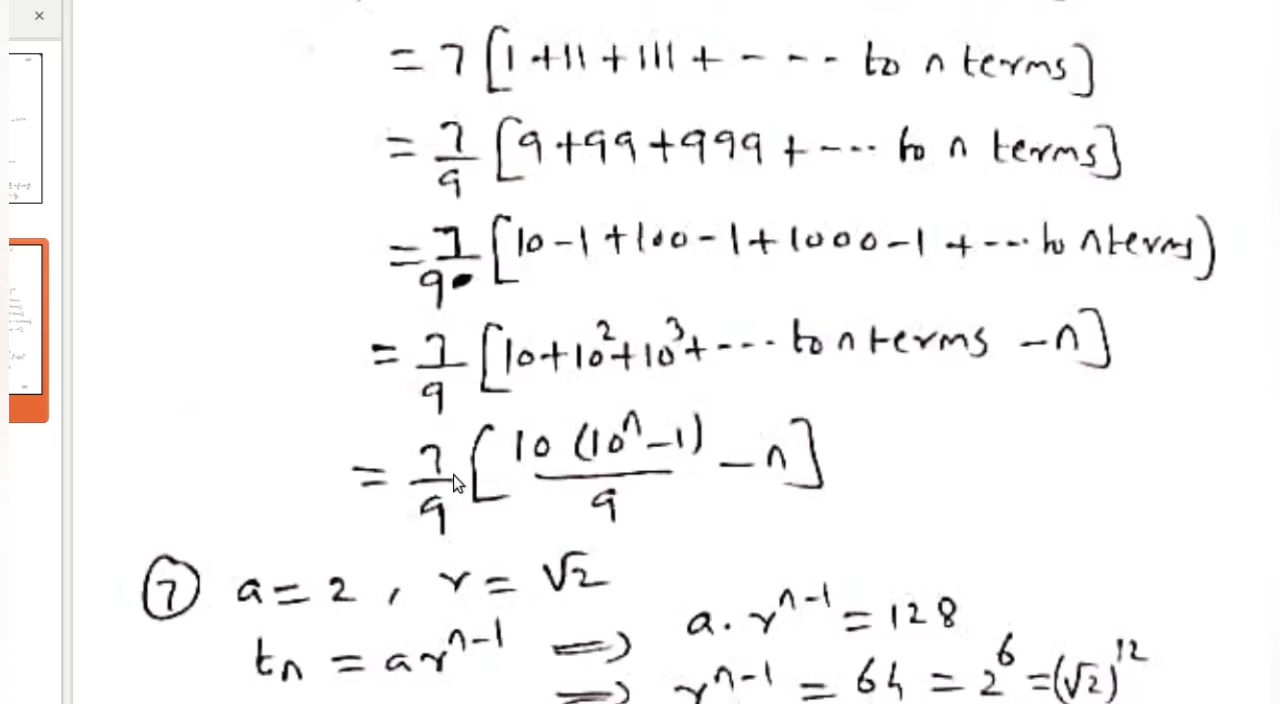 = 7 [1 + 11 + 111 + - - - - to n terms]
= 7/9 [9 + 99 + 999 + ---- to n terms]
= 7/9 [10 - 1 + 100 - 1 + 1000 - 1 + ---- to n terms)
= 7/9 [10 + 10² + 10³ + ---- to n terms - n]
= 7/9 [10 (10ⁿ - 1)/9 - n]
⑦ a = 2 , r = √2
tn = arⁿ⁻¹ ⟹ a . rⁿ⁻¹ = 128
⟹ rⁿ⁻¹ = 64 = 2⁶ = (√2)¹²